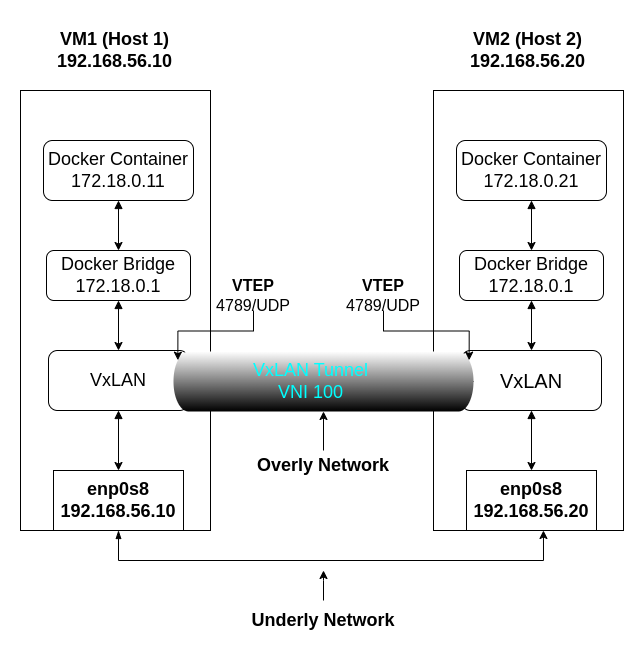 VM1 (Host 1)
192.168.56.10
VM2 (Host 2)
192.168.56.20
Docker Container
172.18.0.11
Docker Container
172.18.0.21
Docker Bridge
172.18.0.1
Docker Bridge
172.18.0.1
VTEP
4789/UDP
VTEP
4789/UDP
VxLAN
VxLAN Tunnel
VNI 100
VxLAN
Overly Network
enp0s8
192.168.56.10
enp0s8
192.168.56.20
Underly Network